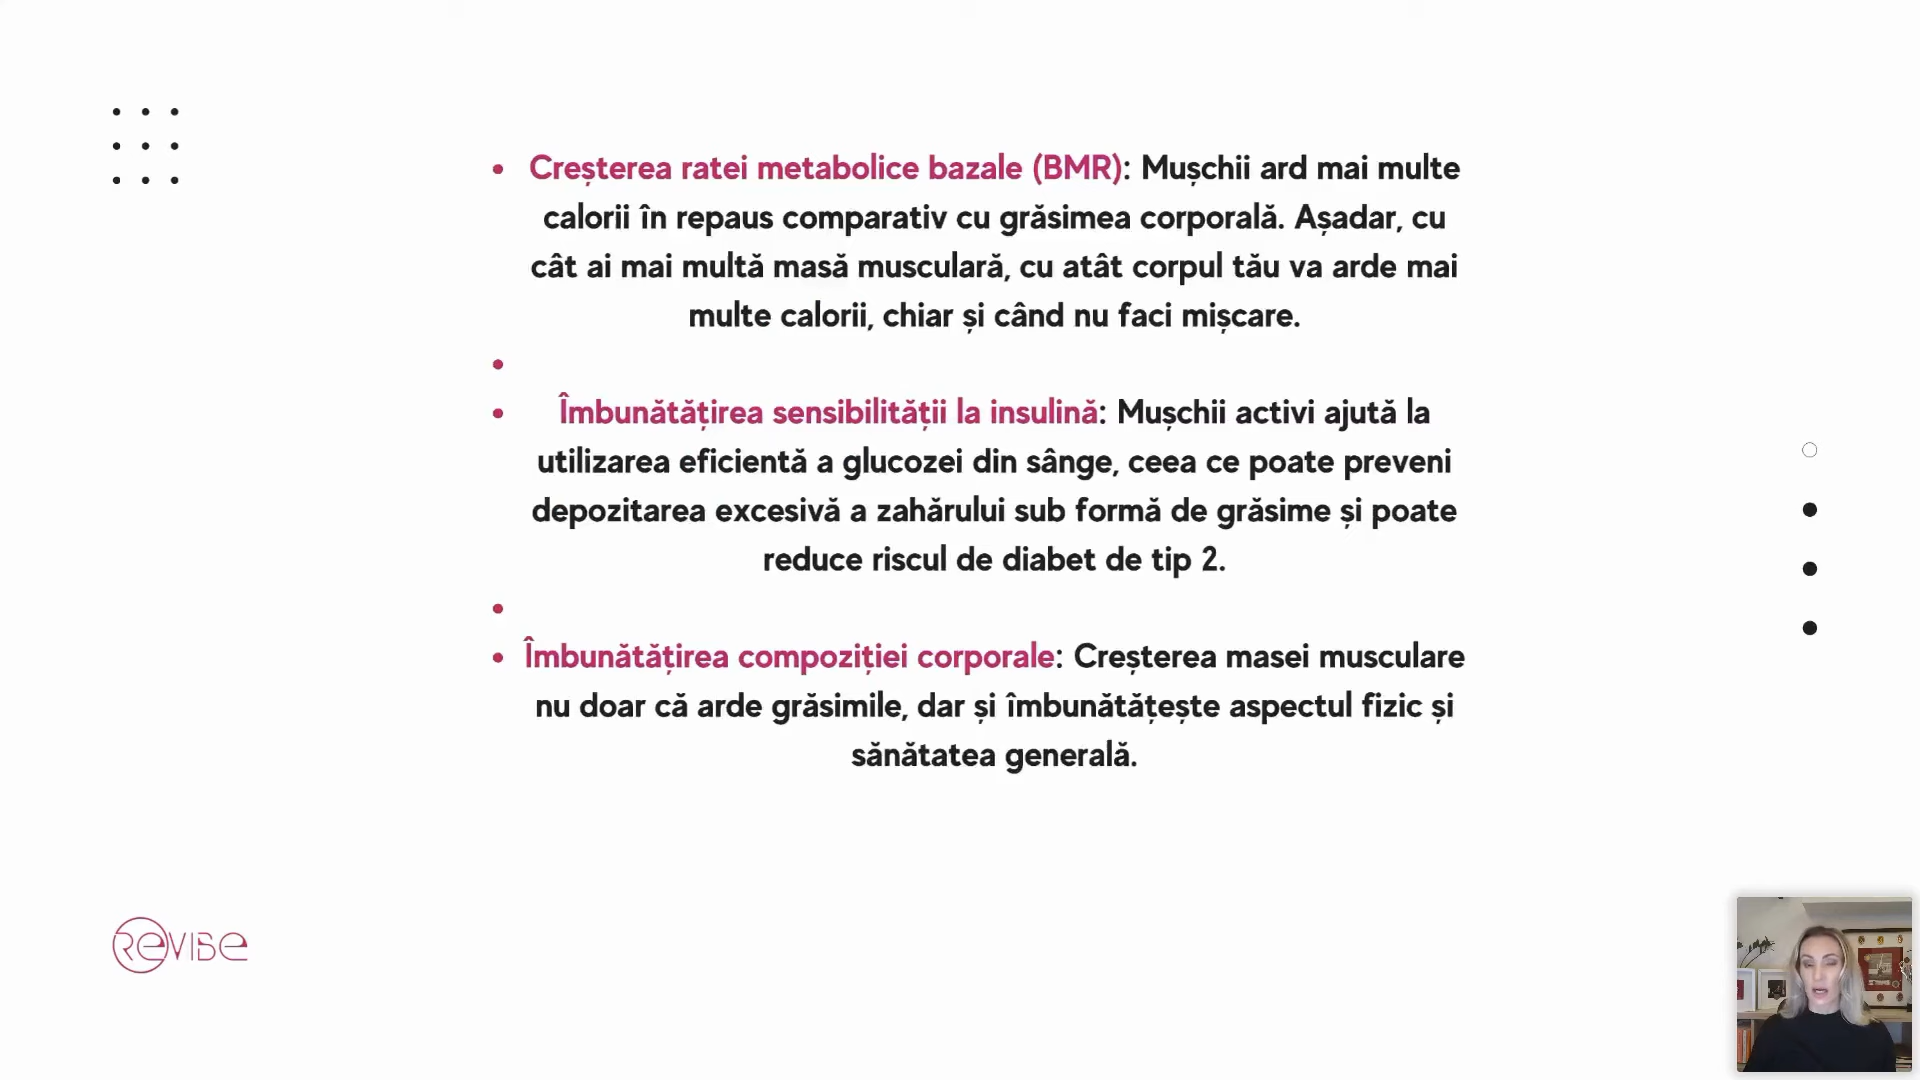 • Creșterea ratei metabolice bazale (BMR): Mușchii ard mai multe
calorii în repaus comparativ cu grăsimea corporală. Așadar, cu
cât ai mai multă masă musculară, cu atât corpul tău va arde mai
multe calorii, chiar și când nu faci mișcare.
•
• Îmbunătățirea sensibilității la insulină: Mușchii activi ajută la
utilizarea eficientă a glucozei din sânge, ceea ce poate preveni
depozitarea excesivă a zahărului sub formă de grăsime și poate
reduce riscul de diabet de tip 2.
•
• Îmbunătățirea compoziției corporale: Creșterea masei musculare
nu doar că arde grăsimile, dar și îmbunătățește aspectul fizic și
sănătatea generală.
REVIBE